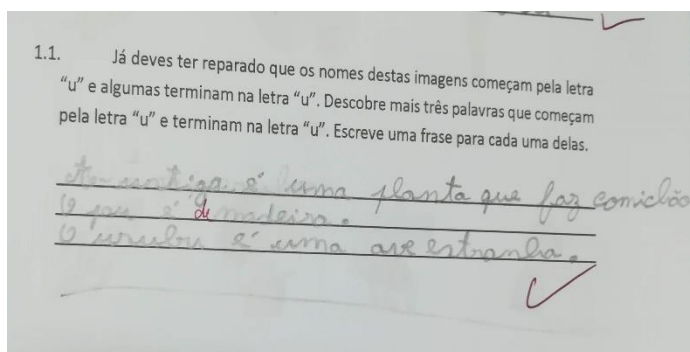 1.1. Já deves ter reparado que os nomes destas imagens começam pela letra
“u” e algumas terminam na letra “u”. Descobre mais três palavras que começam
pela letra “u” e terminam na letra “u”. Escreve uma frase para cada uma delas.
A urtiga é uma planta que faz comichão
O pau é de madeira.
O urubu é uma ave estranha.